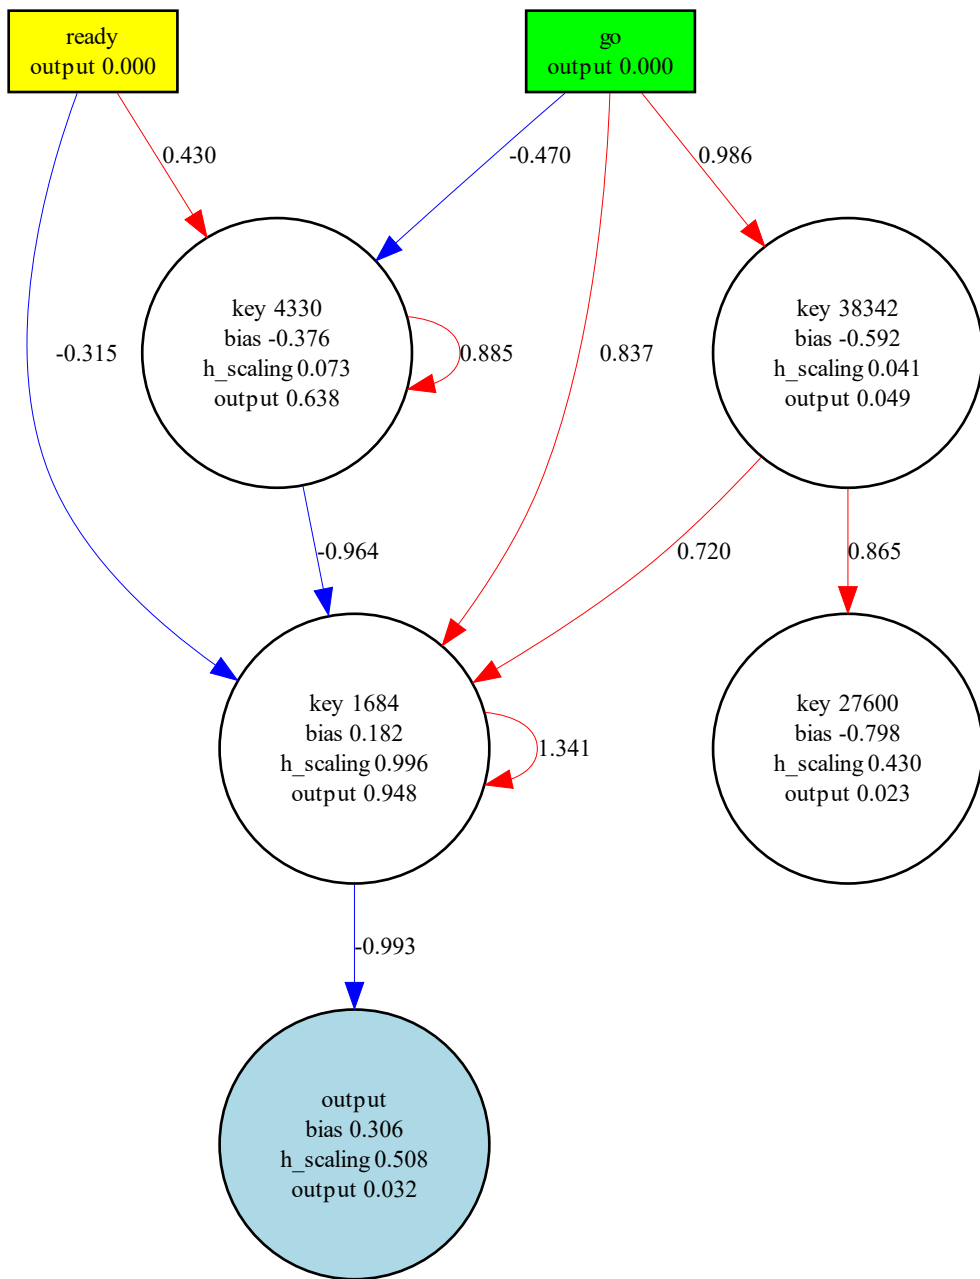 ready
output 0.000
go
output 0.000
0.430
-0.470
0.986
key 4330
bias -0.376
h_scaling 0.073
output 0.638
key 38342
bias -0.592
h_scaling 0.041
output 0.049
-0.315
0.885
0.837
-0.964
0.720
0.865
key 1684
bias 0.182
h_scaling 0.996
output 0.948
1.341
key 27600
bias -0.798
h_scaling 0.430
output 0.023
-0.993
output
bias 0.306
h_scaling 0.508
output 0.032